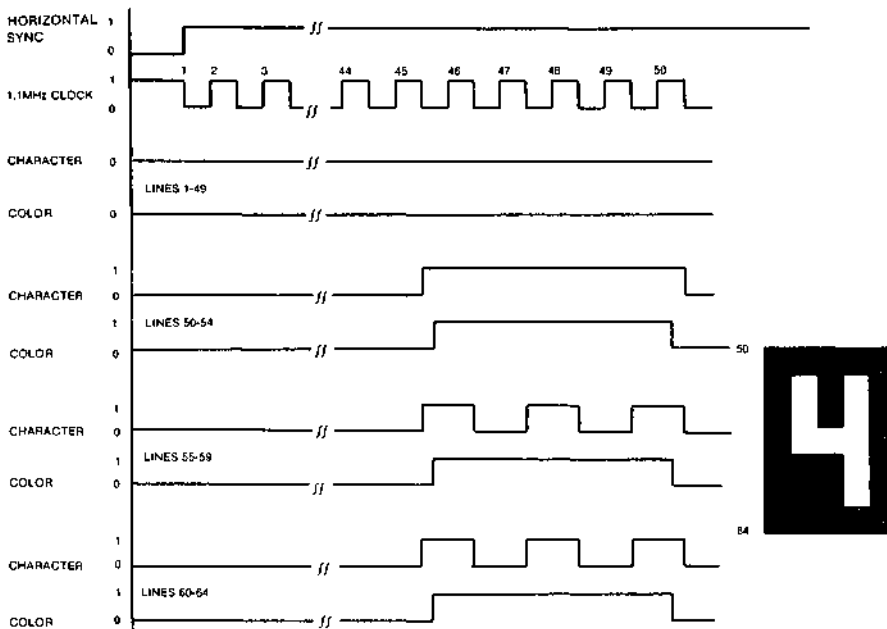 HORIZONTAL 1
SYNC
0
1 2 3 44 45 46 47 48 49 50
1
1.1MHz CLOCK
0
CHARACTER 0
LINES 1-49
COLOR 0
1
CHARACTER 0
1 LINES 50-54
COLOR 0
50
1
CHARACTER 0
1 LINES 55-59
COLOR 0
64
1
CHARACTER 0
1 LINES 60-64
COLOR 0
4